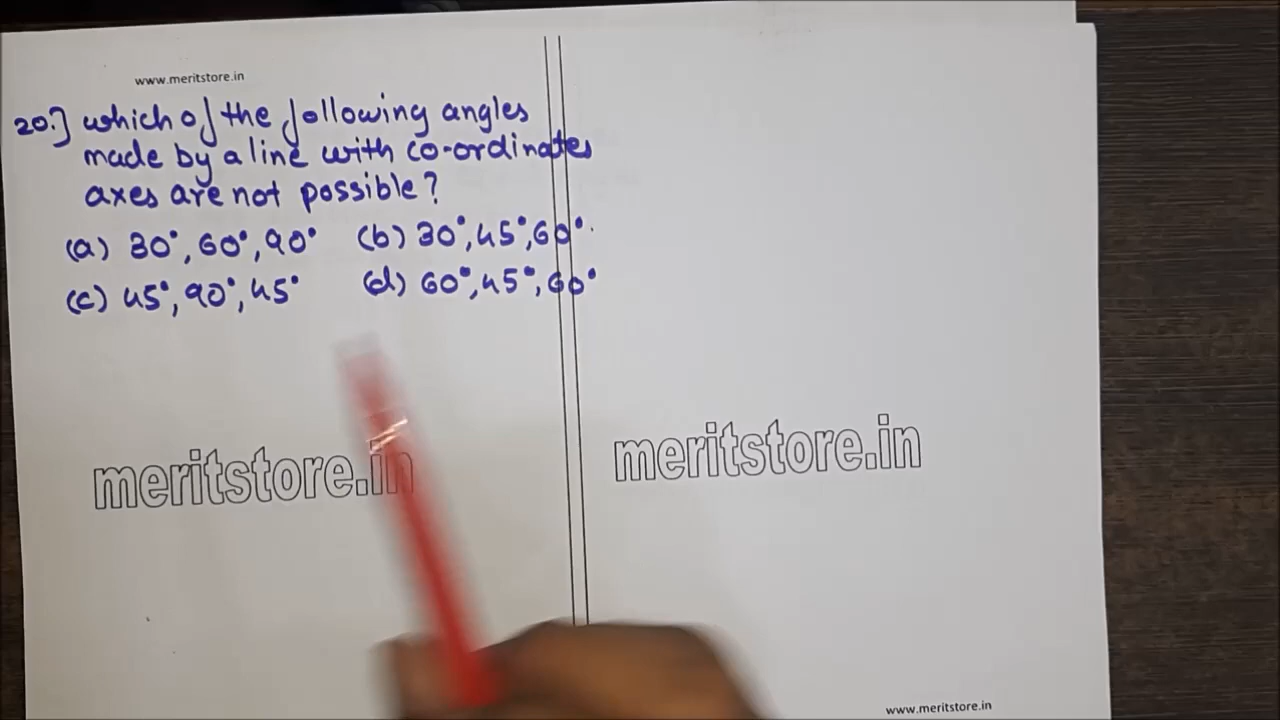 www.meritstore.in
20.] which of the following angles
made by a line with co-ordinates
axes are not possible?
(a) 30°, 60°, 90° (b) 30°, 45°, 60°.
(c) 45°, 90°, 45° (d) 60°, 45°, 60°
meritstore.in meritstore.in
www.meritstore.in